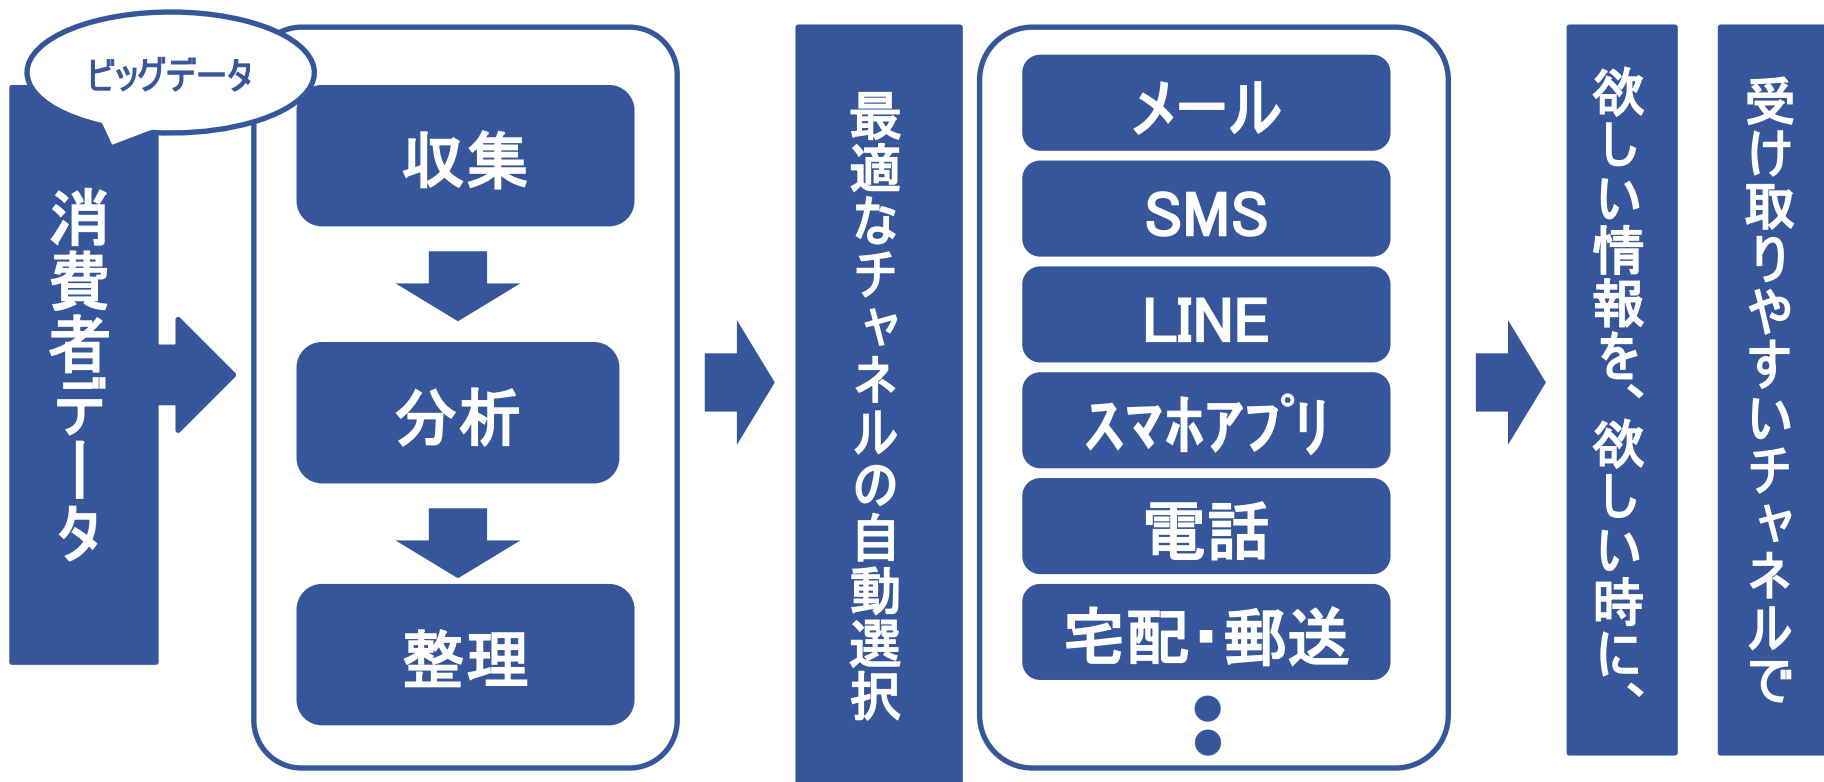 ビッグデータ
消費者データ
収集
分析
整理
最適なチャネルの自動選択
メール
SMS
LINE
スマホアプリ
電話
宅配・郵送
欲しい情報を、欲しい時に、
受け取りやすいチャネルで